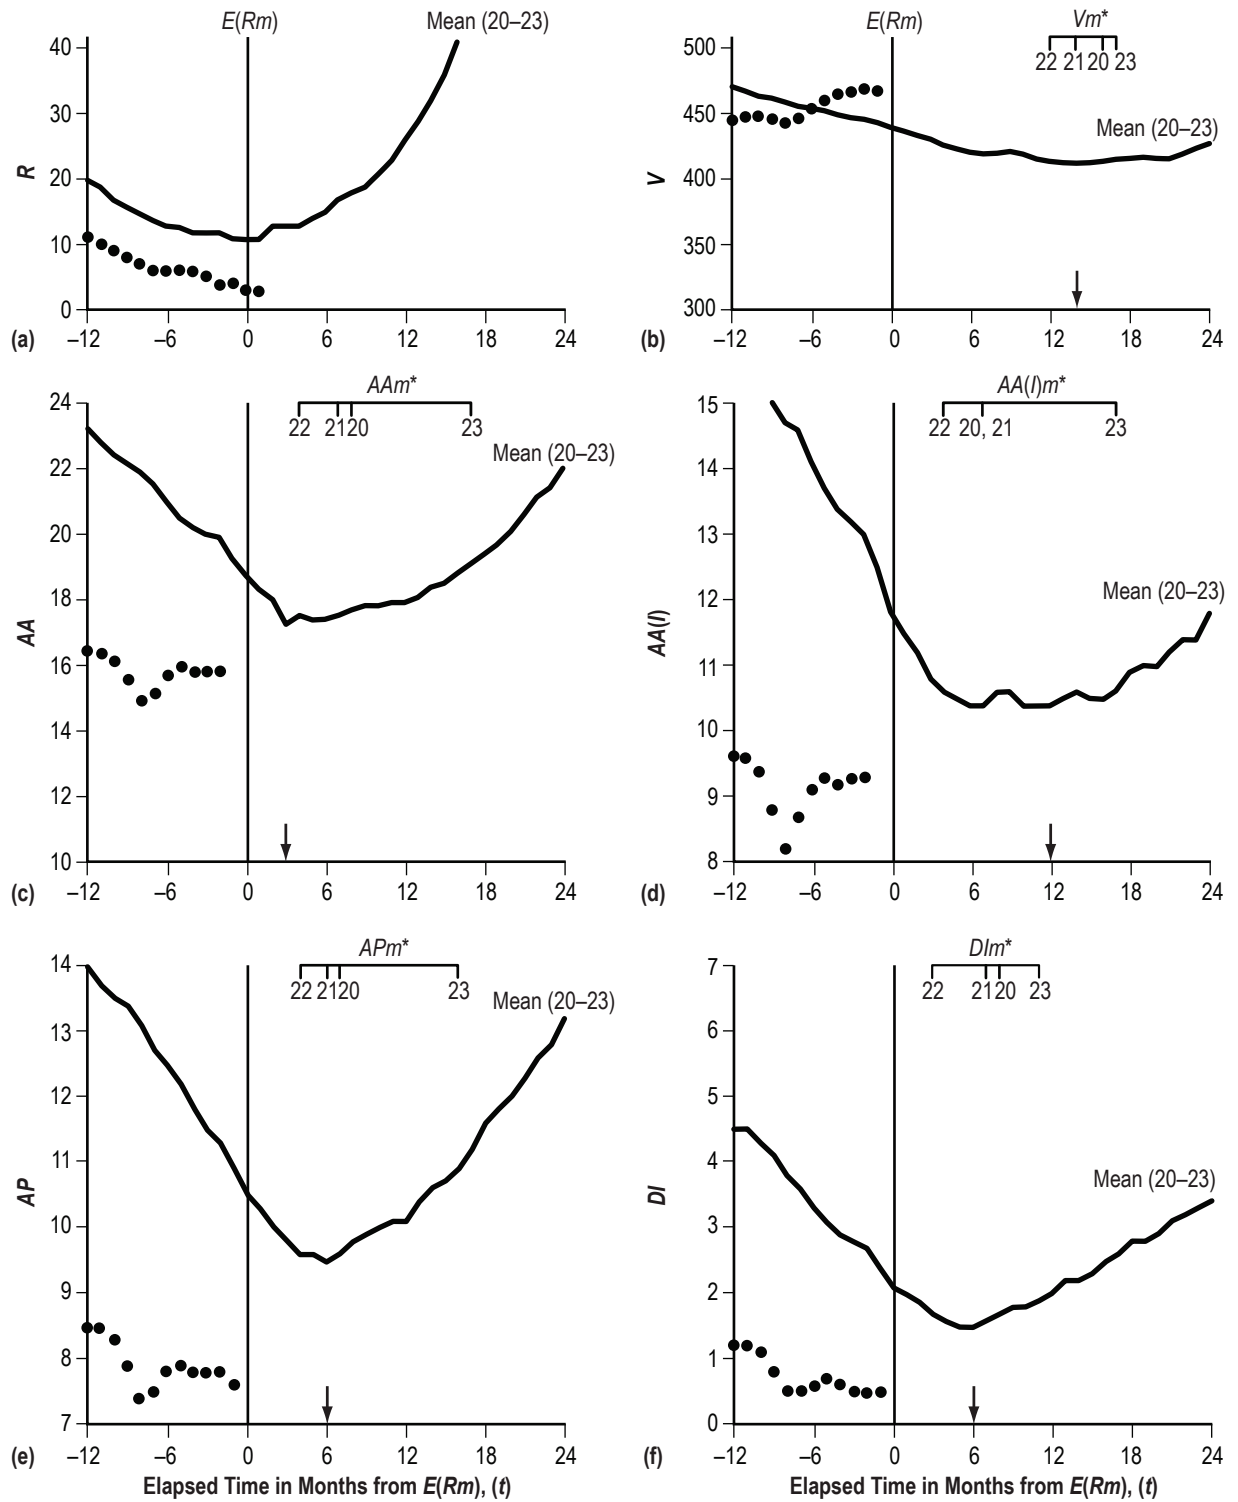 E(Rm)
Mean (20–23)
40
30
20
10
0
R
–12
–6
0
6
12
18
24
(a)
E(Rm)
Vm*
22 21 20 23
Mean (20–23)
500
450
400
350
300
V
–12
–6
0
6
12
18
24
(b)
AAm*
22 21 20 23
Mean (20–23)
24
22
20
18
16
14
12
10
AA
–12
–6
0
6
12
18
24
(c)
AA(I)m*
22 20, 21 23
Mean (20–23)
15
14
13
12
11
10
9
8
AA(I)
–12
–6
0
6
12
18
24
(d)
APm*
22 21 20 23
Mean (20–23)
14
13
12
11
10
9
8
7
AP
–12
–6
0
6
12
18
24
(e)
Elapsed Time in Months from E(Rm), (t)
DIm*
22 21 20 23
Mean (20–23)
7
6
5
4
3
2
1
0
DI
–12
–6
0
6
12
18
24
(f)
Elapsed Time in Months from E(Rm), (t)